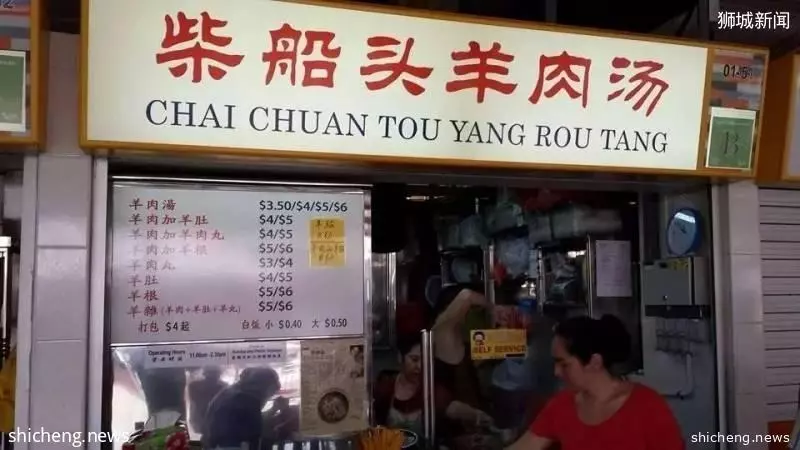 狮城新闻
柴船头羊肉汤
CHAI CHUAN TOU YANG ROU TANG
01-
B
羊肉湯 $3.50/$4/$5/$6
羊肉加羊肚 $4/$5
羊肉加羊肉丸 $4/$5
羊肉加羊根 $5/$6
羊肉丸 $3/$4
羊肚 $4/$5
羊根 $5/$6
羊雜(羊肉+羊肚+羊丸) $5/$6
打包 $4起 白饭 小 $0.40 大 $0.50
Operating Hours
SELF SERVICE
shicheng.news
shicheng.news